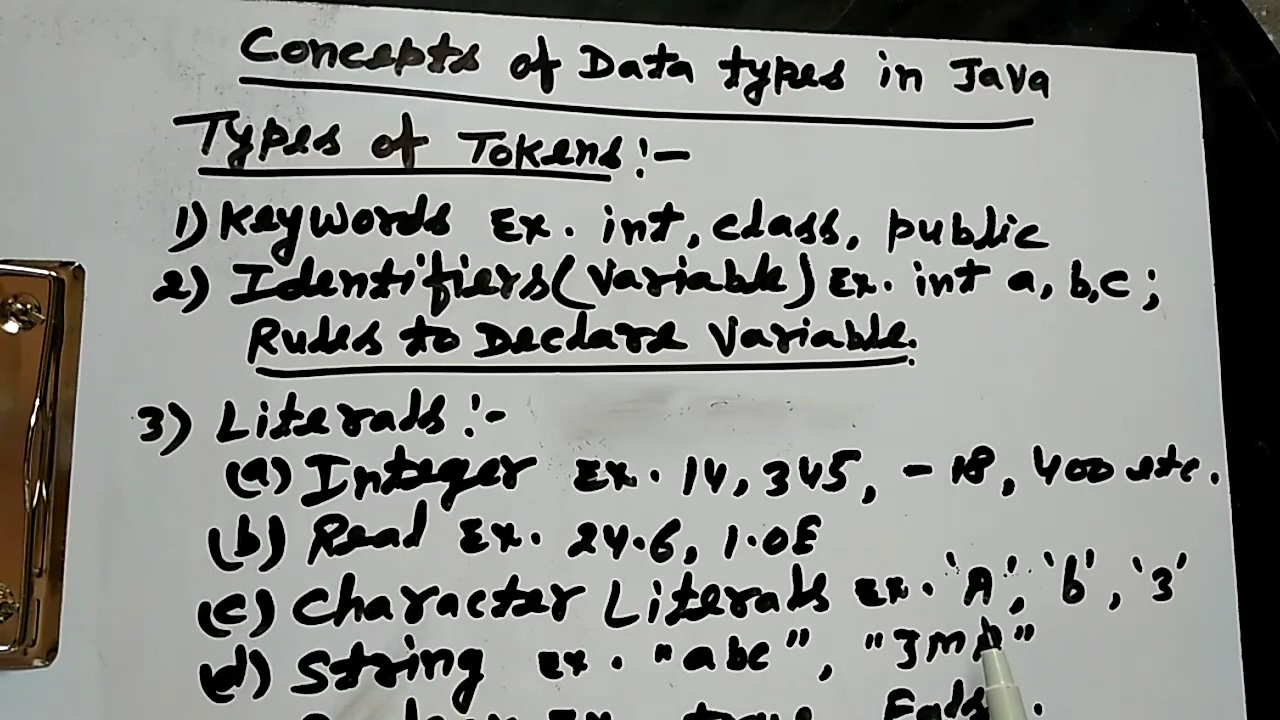 Concepts of Data types in Java
Types of Tokens:-
1) Keywords Ex. int, class, public
2) Identifiers (Variable) Ex. int a, b, c;
Rules to Declare Variable.
3) Literals:-
(a) Integer Ex. 14, 345, -18, 400 etc.
(b) Real Ex. 24.6, 1.0E
(c) Character Literals ex. 'A', 'b', '3'
(d) String ex. "abc",
Ex. true,